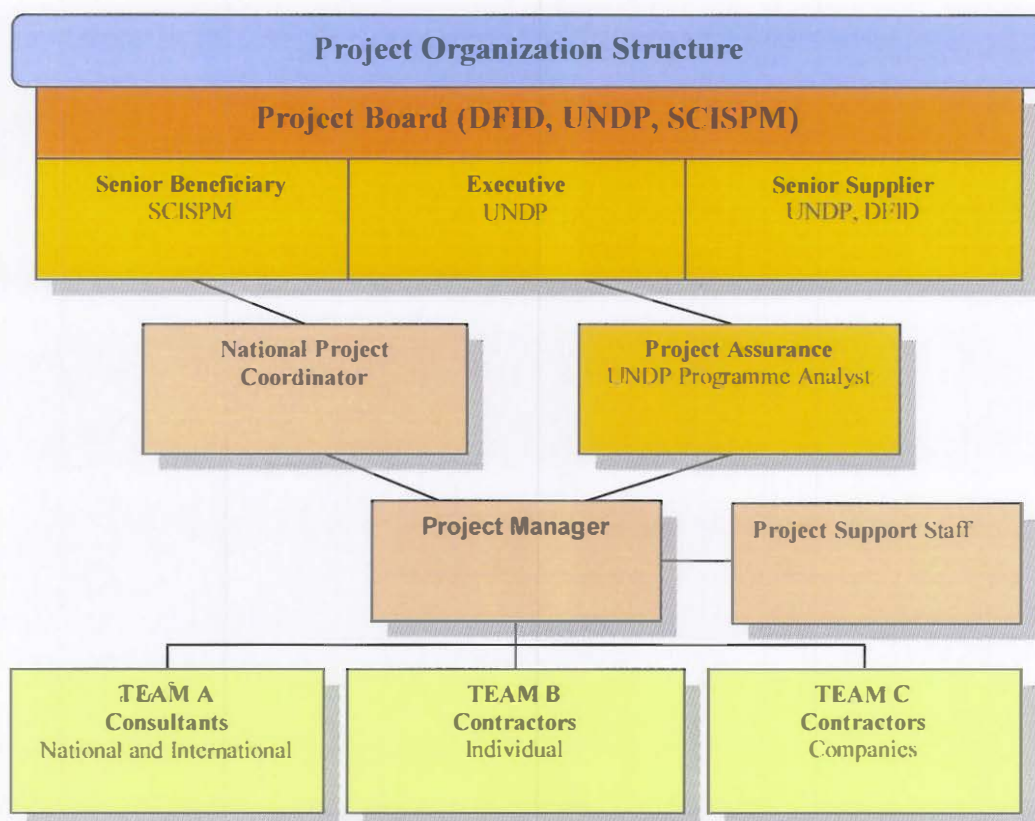 Project Organization Structure
Project Board (DFID, UNDP, SCISPM)
Senior Beneficiary
SCISPM
Executive
UNDP
Senior Supplier
UNDP, DFID
National Project
Coordinator
Project Assurance
UNDP Programme Analyst
Project Manager
Project Support Staff
TEAM A
Consultants
National and International
TEAM B
Contractors
Individual
TEAM C
Contractors
Companies